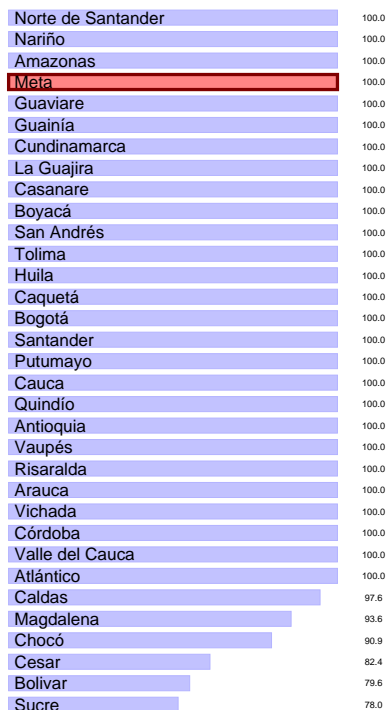 Norte de Santander 100.0
Nariño 100.0
Amazonas 100.0
Meta 100.0
Guaviare 100.0
Guainía 100.0
Cundinamarca 100.0
La Guajira 100.0
Casanare 100.0
Boyacá 100.0
San Andrés 100.0
Tolima 100.0
Huila 100.0
Caquetá 100.0
Bogotá 100.0
Santander 100.0
Putumayo 100.0
Cauca 100.0
Quindío 100.0
Antioquia 100.0
Vaupés 100.0
Risaralda 100.0
Arauca 100.0
Vichada 100.0
Córdoba 100.0
Valle del Cauca 100.0
Atlántico 100.0
Caldas 97.6
Magdalena 93.6
Chocó 90.9
Cesar 82.4
Bolivar 79.6
Sucre 78.0